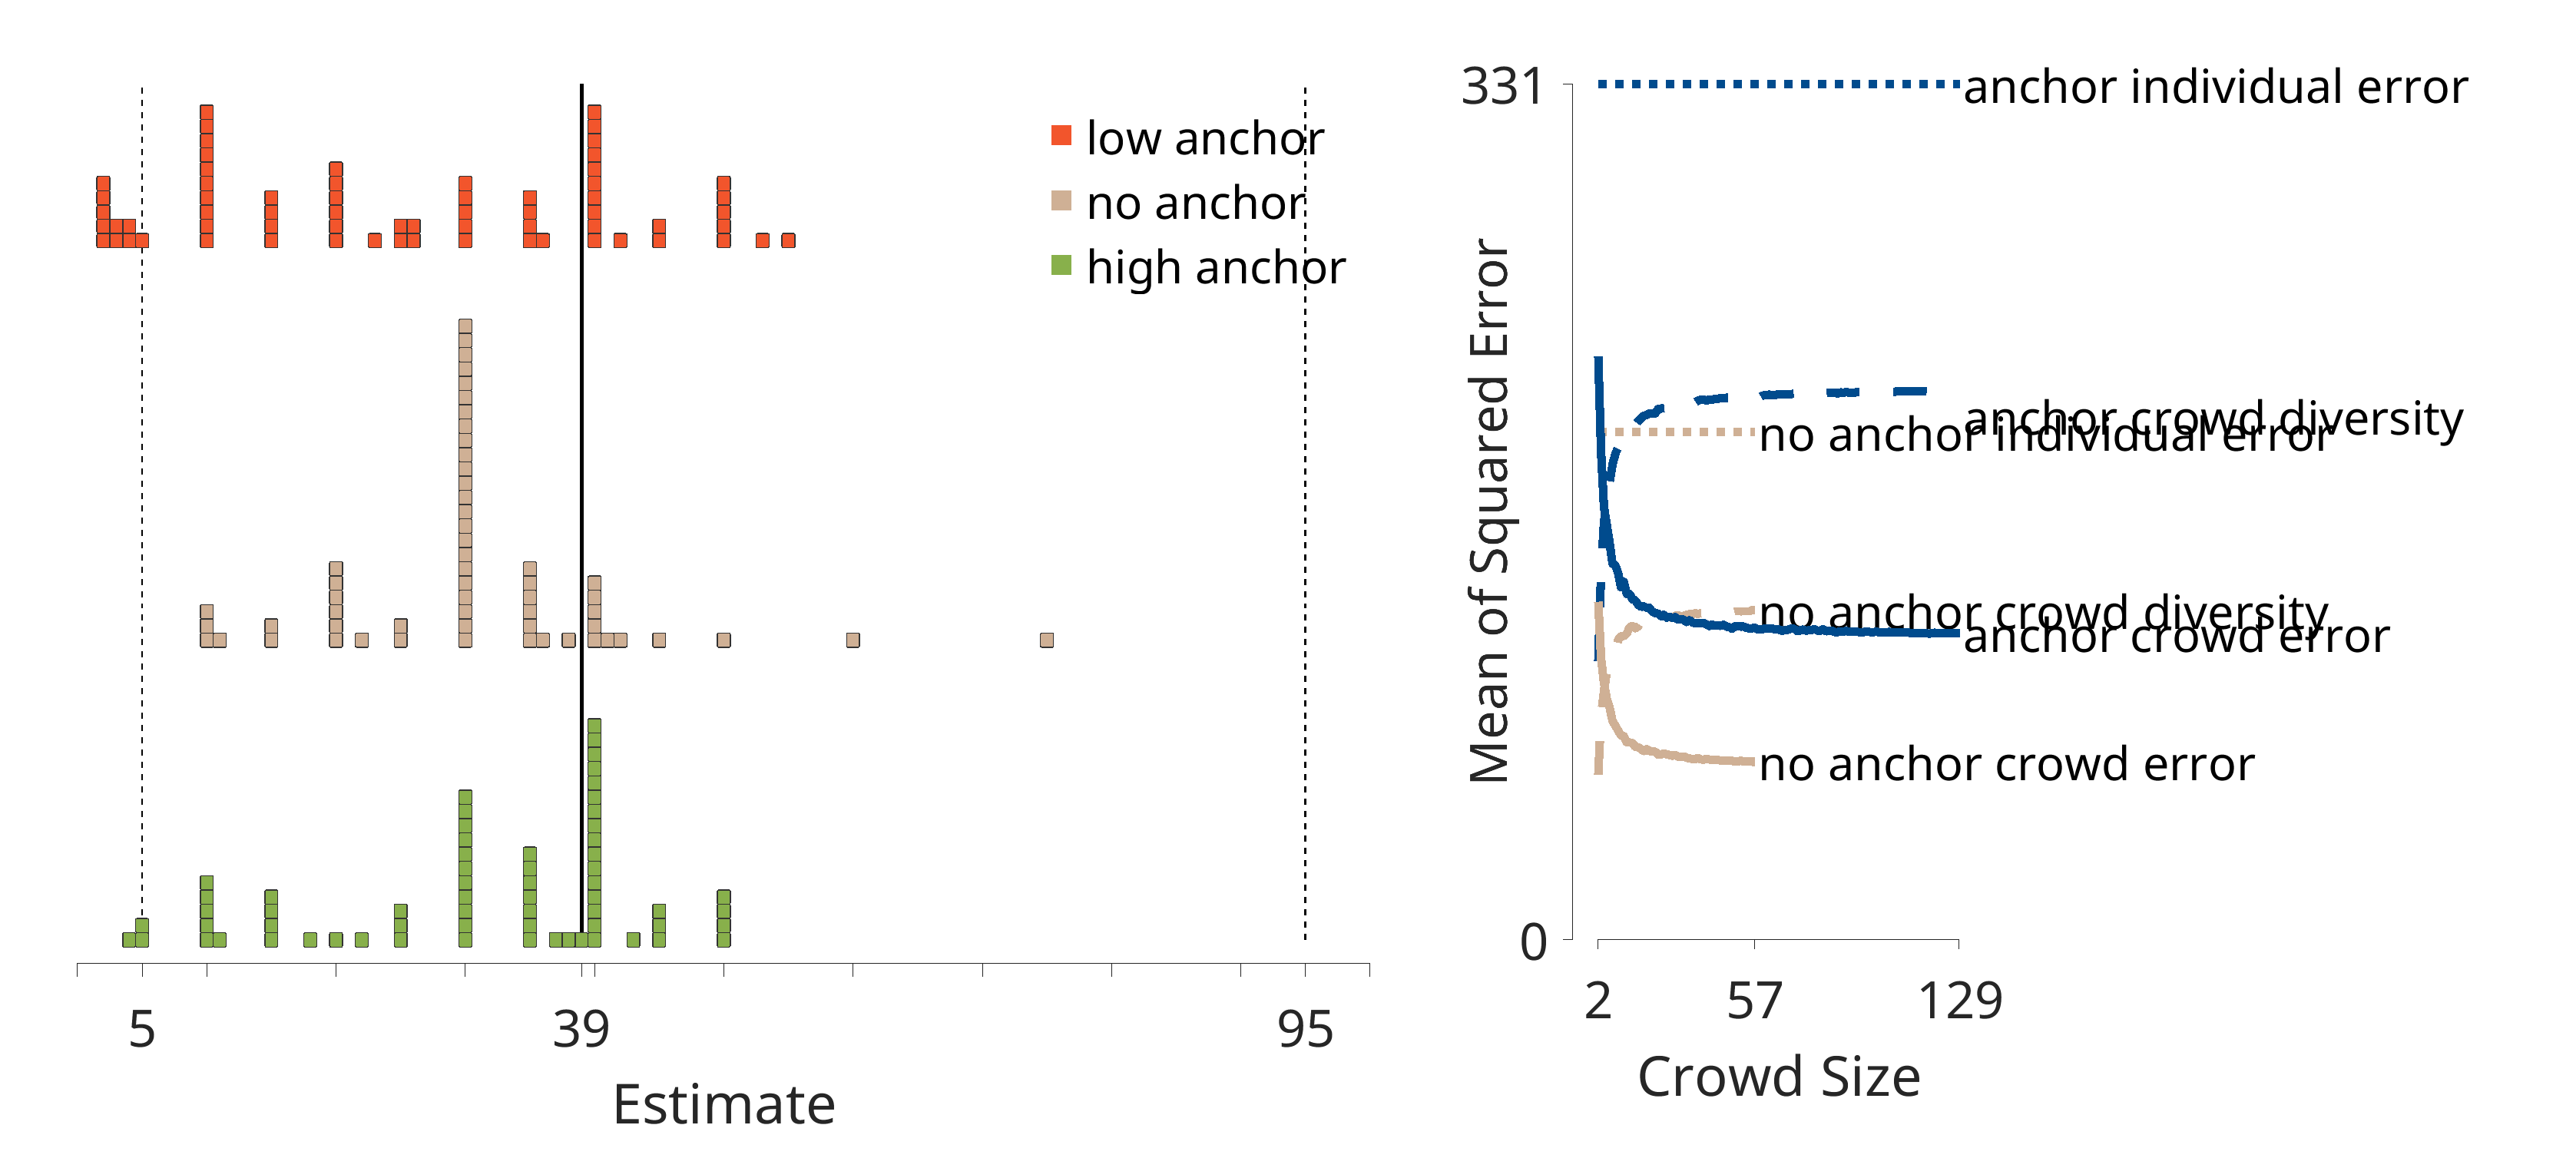 low anchor
no anchor
high anchor
5
39
95
Estimate
331
0
Mean of Squared Error
anchor individual error
anchor crowd diversity
no anchor individual error
no anchor crowd diversity
anchor crowd error
no anchor crowd error
2
57
129
Crowd Size